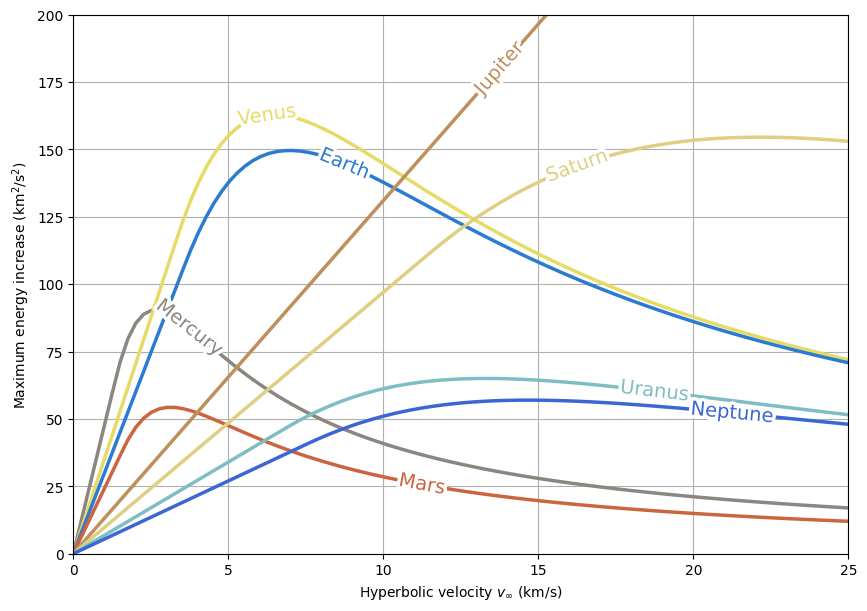 200
175
150
125
100
75
50
25
0
Maximum energy increase (km²/s²)
Jupiter
Venus
Earth
Saturn
Mercury
Uranus
Neptune
Mars
0 5 10 15 20 25
Hyperbolic velocity v∞ (km/s)